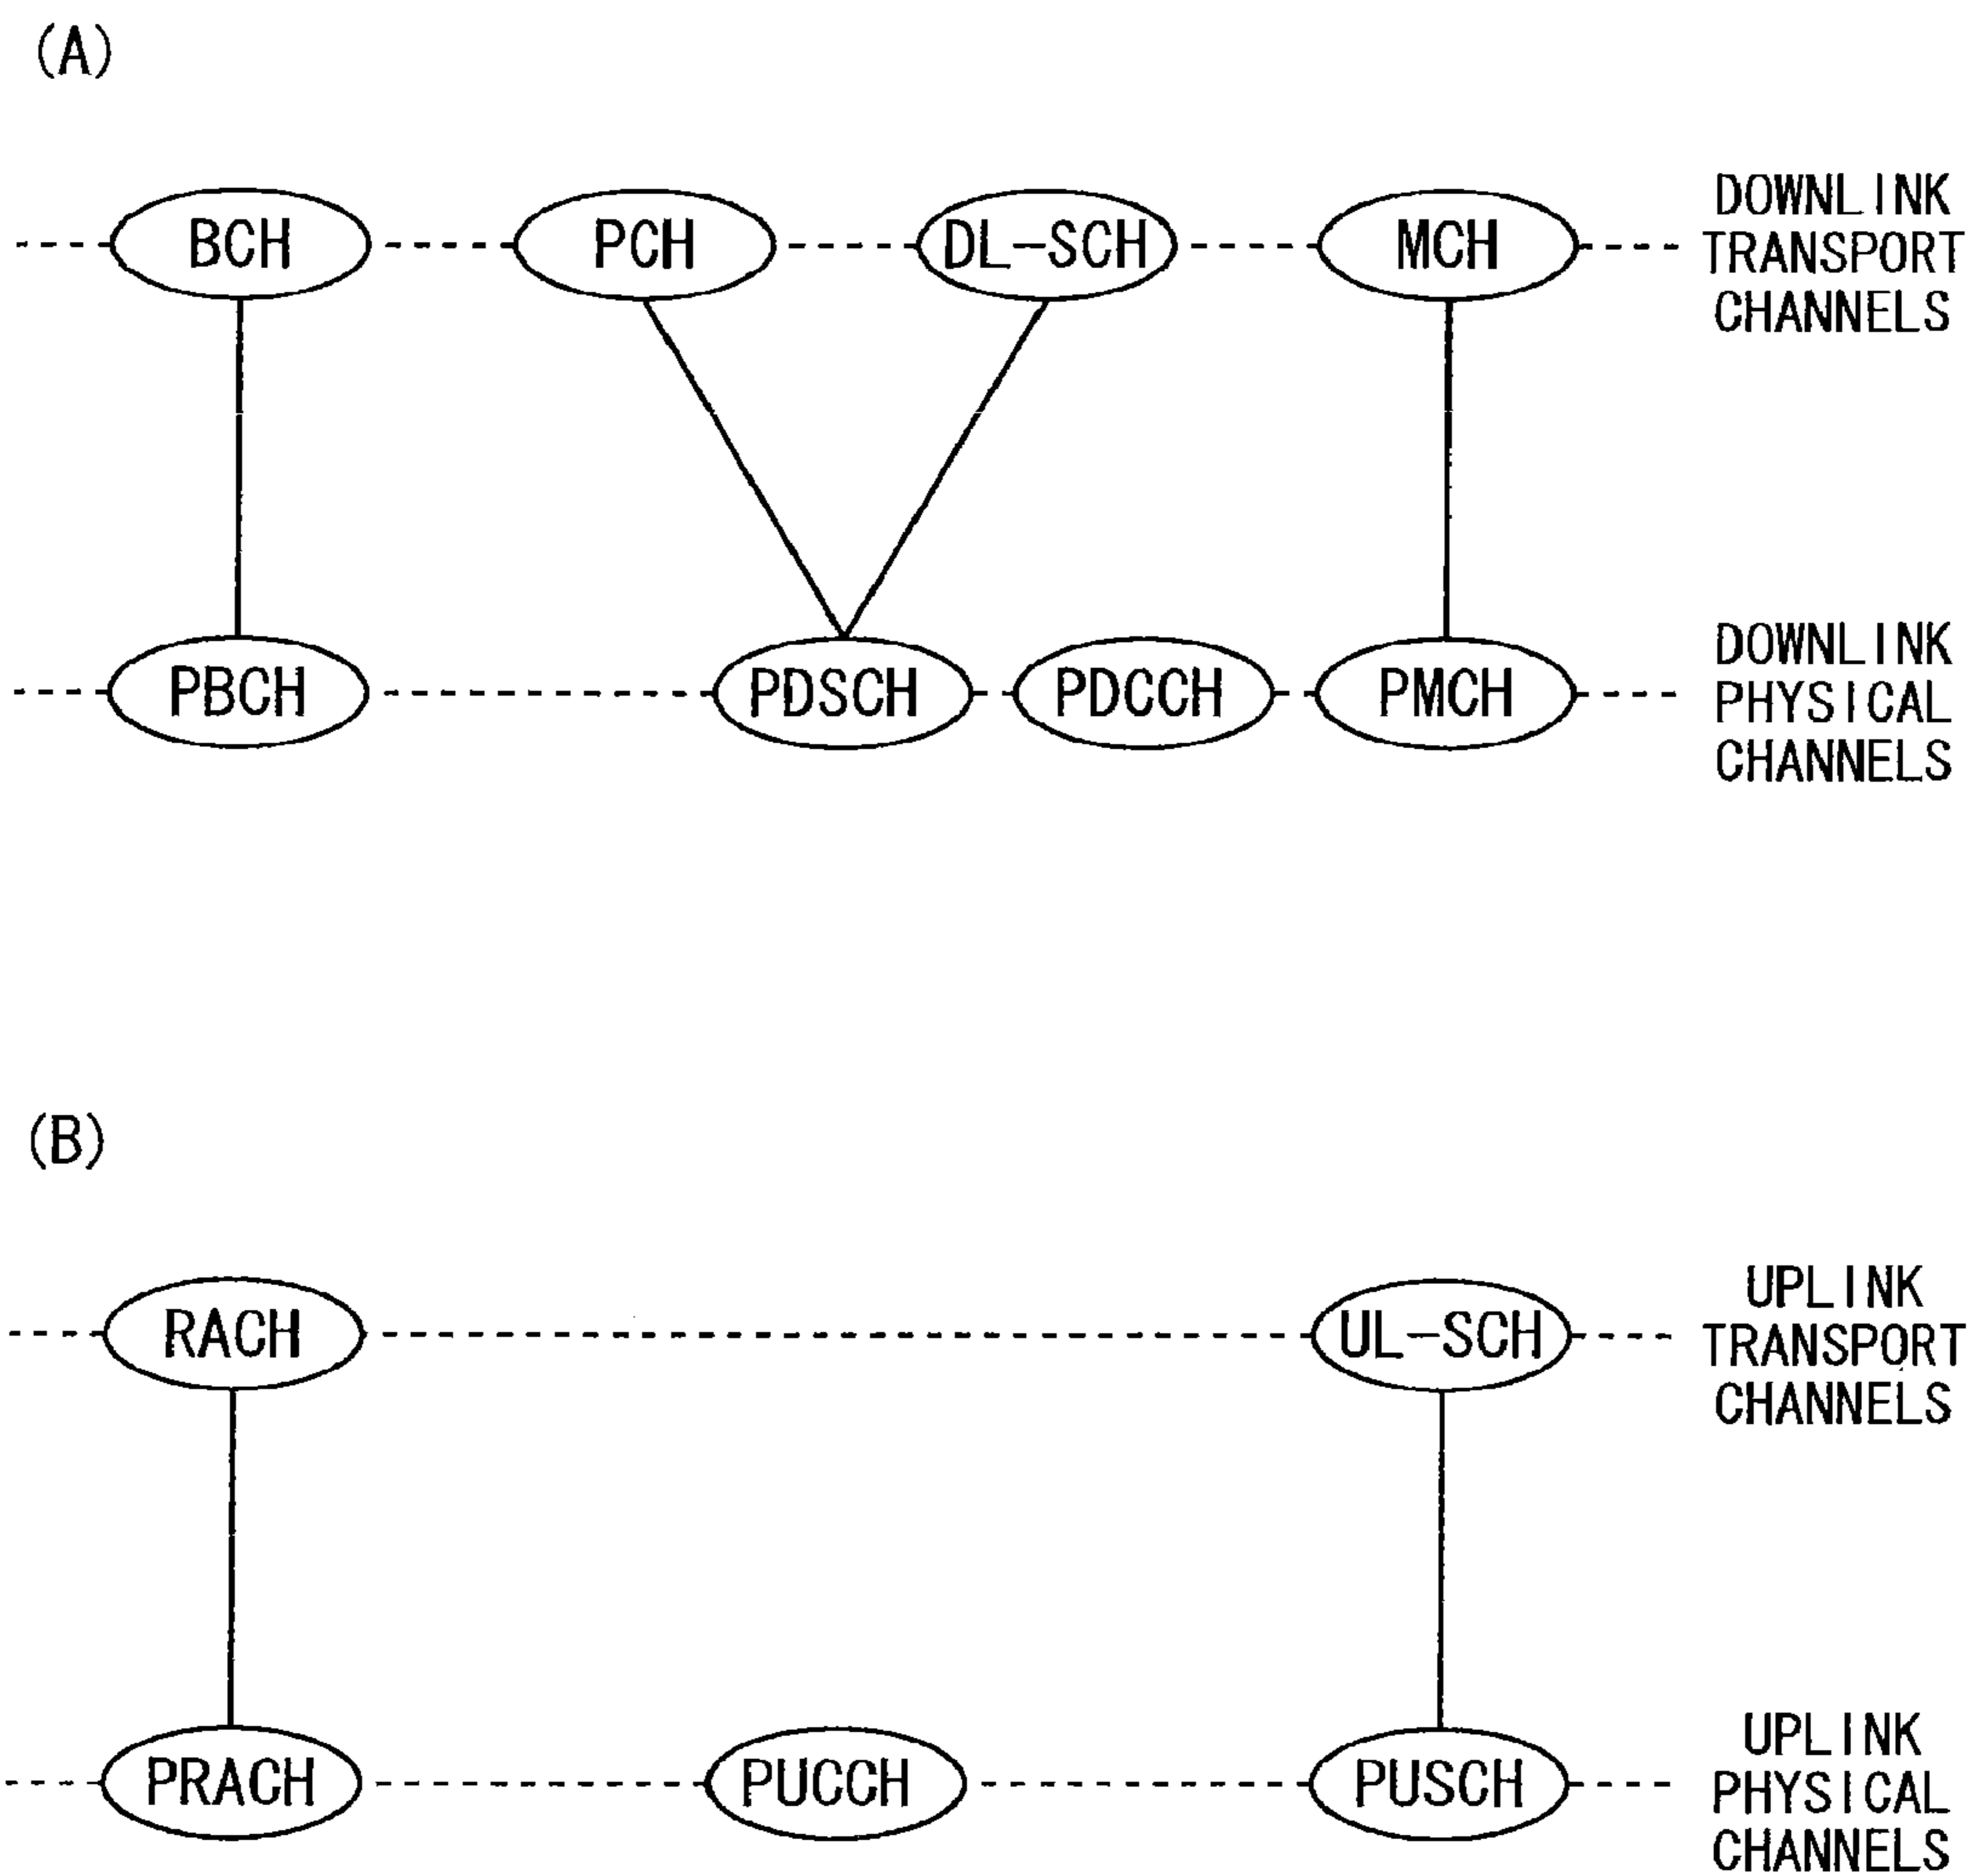 (A)
BCH
PCH
DL-SCH
MCH
DOWNLINK
TRANSPORT
CHANNELS
PBCH
PDSCH
PDCCH
PMCH
DOWNLINK
PHYSICAL
CHANNELS
(B)
RACH
UL-SCH
UPLINK
TRANSPORT
CHANNELS
PRACH
PUCCH
PUSCH
UPLINK
PHYSICAL
CHANNELS